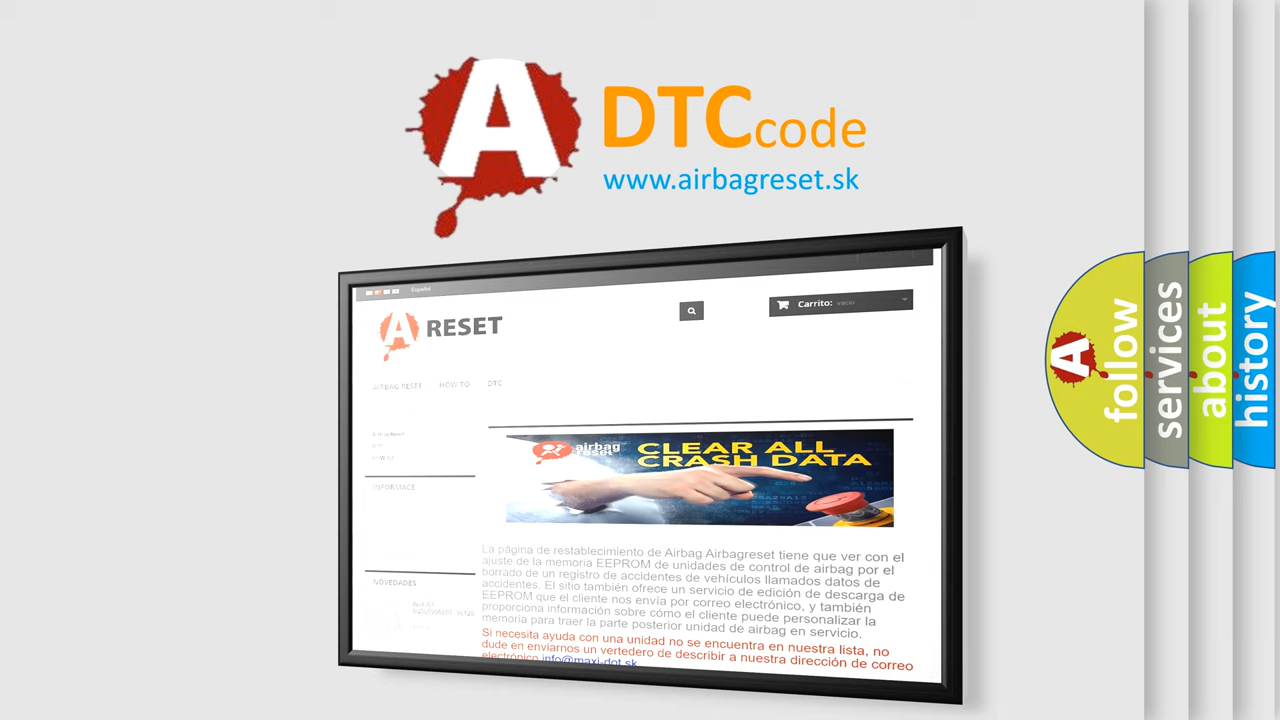 A DTCcode
www.airbagreset.sk
Español
A RESET
Carrito: vacío
AIRBAG RESET HOW TO DTC
INFORMACE
NOVEDADES
airbag
reset
CLEAR ALL
CRASH DATA
La página de restablecimiento de Airbag Airbagreset tiene que ver con el
ajuste de la memoria EEPROM de unidades de control de airbag por el
borrado de un registro de accidentes de vehículos llamados datos de
accidentes. El sitio también ofrece un servicio de edición de descarga de
EEPROM que el cliente nos envía por correo electrónico, y también
proporciona información sobre cómo el cliente puede personalizar la
memoria para traer la parte posterior unidad de airbag en servicio.
Si necesita ayuda con una unidad no se encuentra en nuestra lista, no
dude en enviarnos un vertedero de describir a nuestra dirección de correo
electrónico info@maxi-dot.sk
A follow
services
about
history